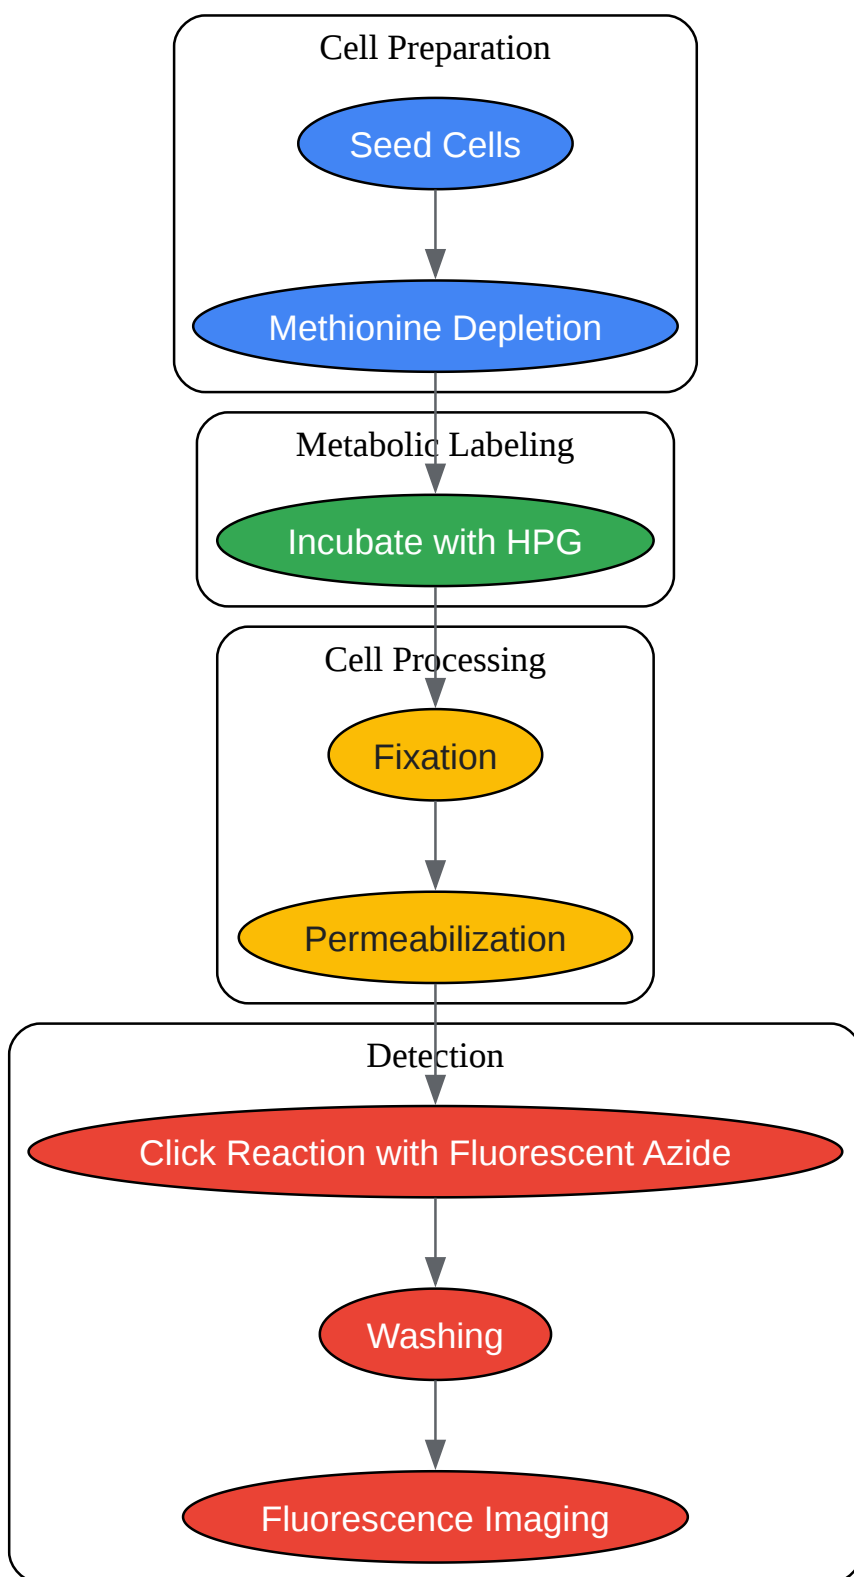 Cell Preparation
Seed Cells
Methionine Depletion
Metabolic Labeling
Incubate with HPG
Cell Processing
Fixation
Permeabilization
Detection
Click Reaction with Fluorescent Azide
Washing
Fluorescence Imaging